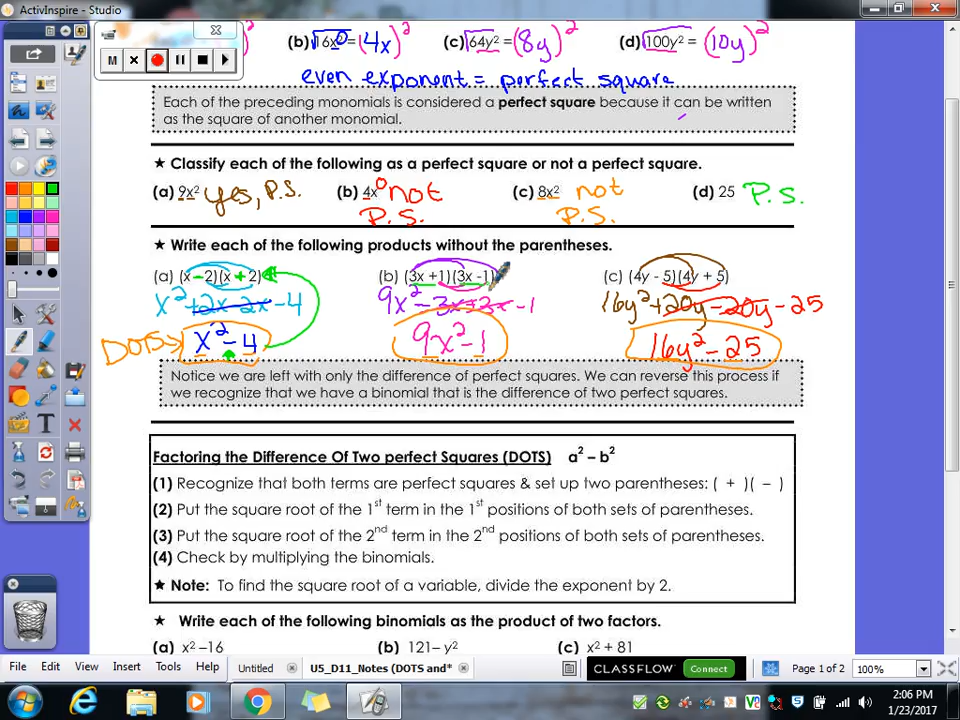 ActivInspire - Studio
(b) 16x⁰ = (4x)² (c) 64y² = (8y)² (d) 100y² = (10y)²
even exponent = perfect square
M
Each of the preceding monomials is considered a perfect square because it can be written
as the square of another monomial.
★ Classify each of the following as a perfect square or not a perfect square.
(a) 9x² yes, P.S. (b) 4x⁰ not P.S. (c) 8x² not P.S. (d) 25 P.S.
★ Write each of the following products without the parentheses.
(a) (x – 2)(x + 2) (b) (3x +1)(3x -1) (c) (4y - 5)(4y + 5)
x² + 2x - 2x - 4 9x² - 3x + 3x - 1 16y² + 20y - 20y - 25
DOTS → x² - 4 9x² - 1 16y² - 25
Notice we are left with only the difference of perfect squares. We can reverse this process if
we recognize that we have a binomial that is the difference of two perfect squares.
Factoring the Difference Of Two perfect Squares (DOTS) a² – b²
(1) Recognize that both terms are perfect squares & set up two parentheses: ( + )( – )
(2) Put the square root of the 1st term in the 1st positions of both sets of parentheses.
(3) Put the square root of the 2nd term in the 2nd positions of both sets of parentheses.
(4) Check by multiplying the binomials.
★ Note: To find the square root of a variable, divide the exponent by 2.
★ Write each of the following binomials as the product of two factors.
(a) x² –16 (b) 121– y² (c) x² + 81
File Edit View Insert Tools Help Untitled U5_D11_Notes (DOTS and* CLASSFLOW Connect Page 1 of 2 100%
2:06 PM
1/23/2017